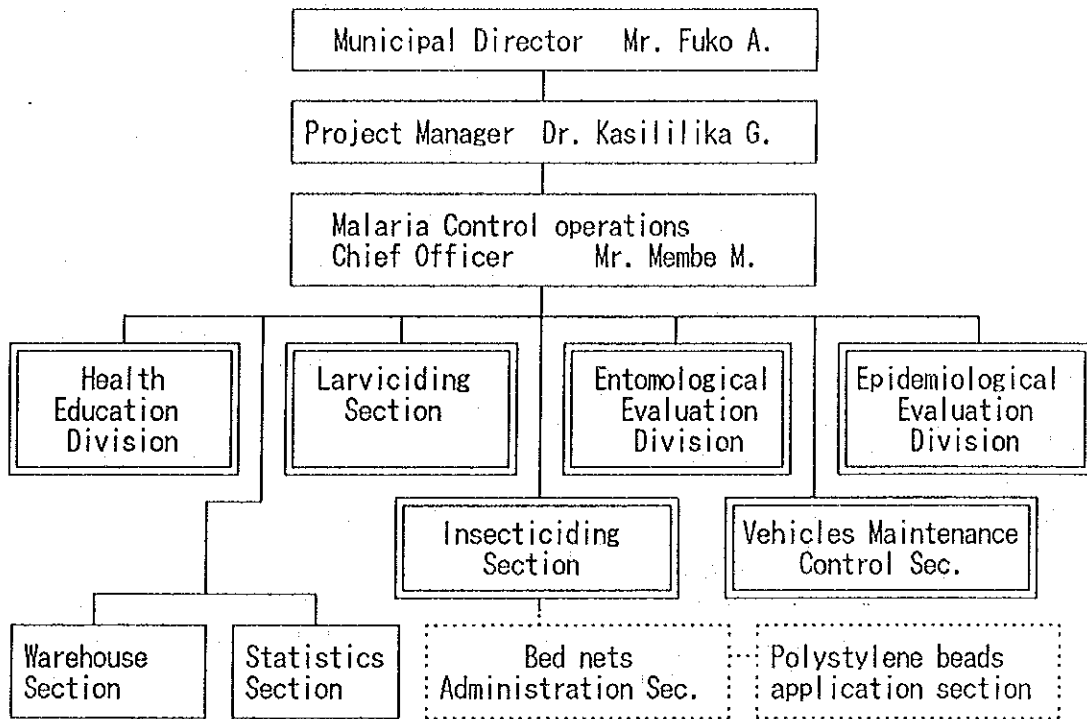 Municipal Director Mr. Fuko A.
Project Manager Dr. Kasililika G.
Malaria Control operations
Chief Officer Mr. Membe M.
Health
Education
Division
Larviciding
Section
Entomological
Evaluation
Division
Epidemiological
Evaluation
Division
Insecticiding
Section
Vehicles Maintenance
Control Sec.
Warehouse
Section
Statistics
Section
Bed nets
Administration Sec.
Polystylene beads
application section